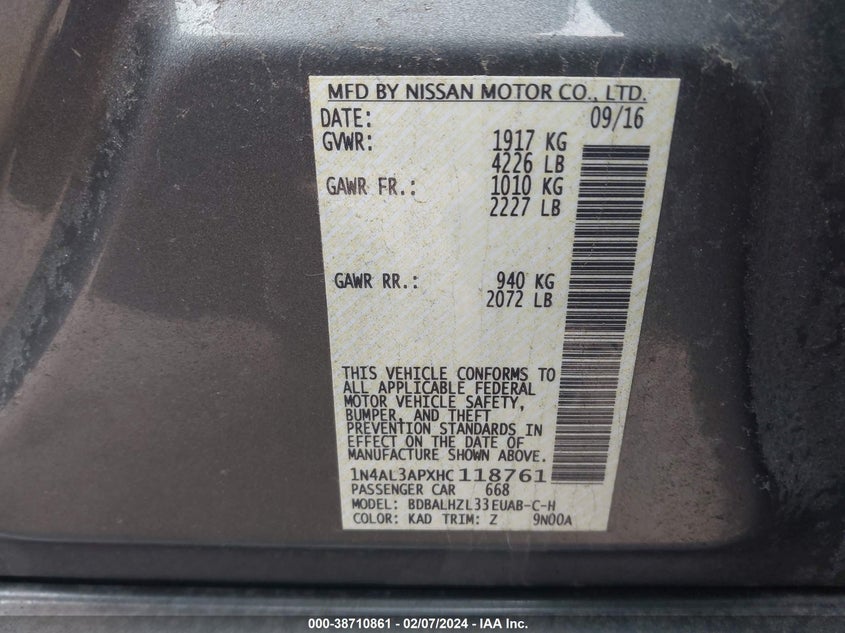 MFD BY NISSAN MOTOR CO., LTD.
DATE: 09/16
GVWR: 1917 KG
4226 LB
GAWR FR.: 1010 KG
2227 LB
GAWR RR.: 940 KG
2072 LB
THIS VEHICLE CONFORMS TO
ALL APPLICABLE FEDERAL
MOTOR VEHICLE SAFETY,
BUMPER, AND THEFT
PREVENTION STANDARDS IN
EFFECT ON THE DATE OF
MANUFACTURE SHOWN ABOVE.
1N4AL3APXHC118761
PASSENGER CAR 668
MODEL: BDBALHZL33EUAB-C-H
COLOR: KAD TRIM: Z 9N00A
000-38710861 - 02/07/2024 - IAA Inc.